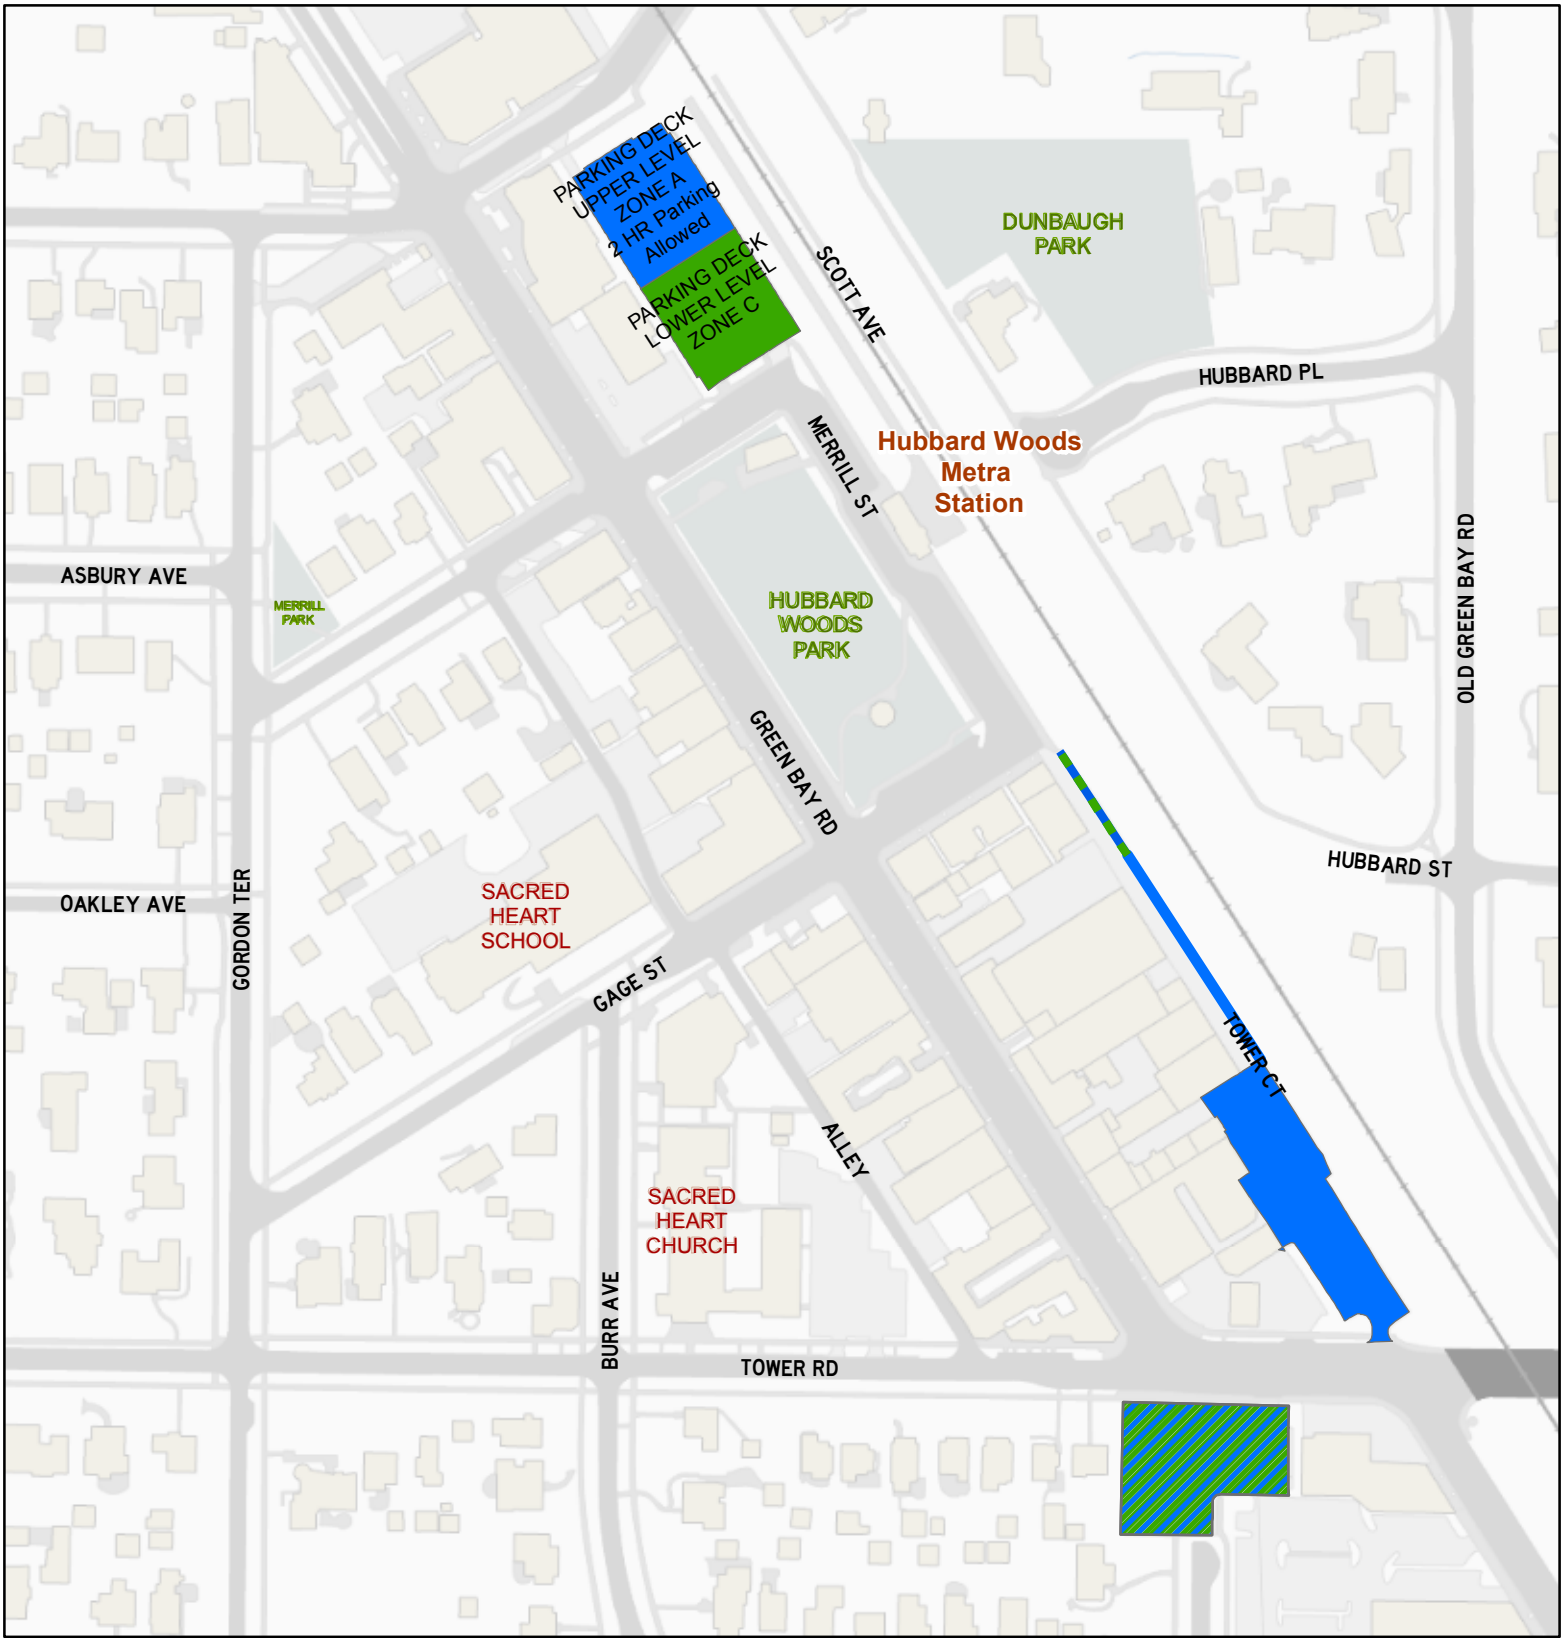 PARKING DECK
UPPER LEVEL
ZONE A
2 HR Parking
Allowed
PARKING DECK
LOWER LEVEL
ZONE C
SCOTT AVE
DUNBAUGH
PARK
HUBBARD PL
MERRILL ST
Hubbard Woods
Metra
Station
OLD GREEN BAY RD
ASBURY AVE
MERRILL
PARK
HUBBARD
WOODS
PARK
GREEN BAY RD
HUBBARD ST
OAKLEY AVE
GORDON TER
SACRED
HEART
SCHOOL
GAGE ST
TOWER CT
ALLEY
SACRED
HEART
CHURCH
BURR AVE
TOWER RD